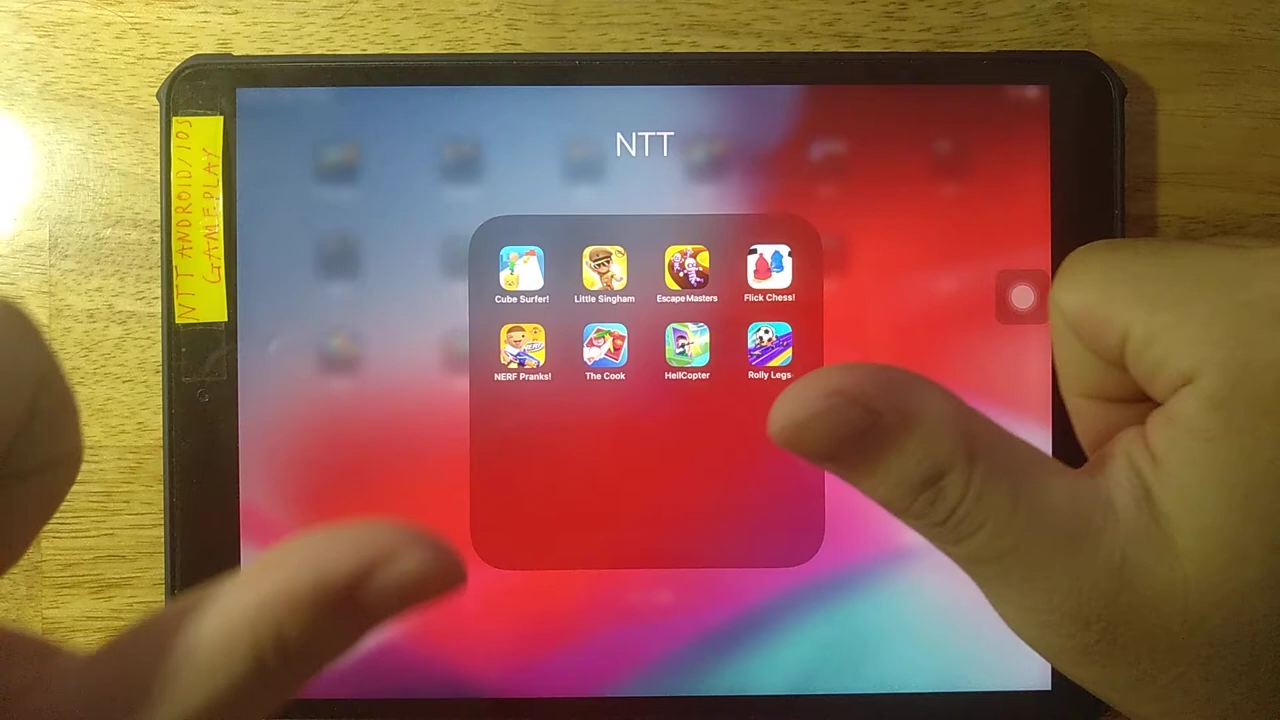 NTT ANDROID/IOS
GAMEPLAY
NTT
Cube Surfer!
Little Singham
Escape Masters
Flick Chess!
NERF Pranks!
The Cook
HellCopter
Rolly Legs